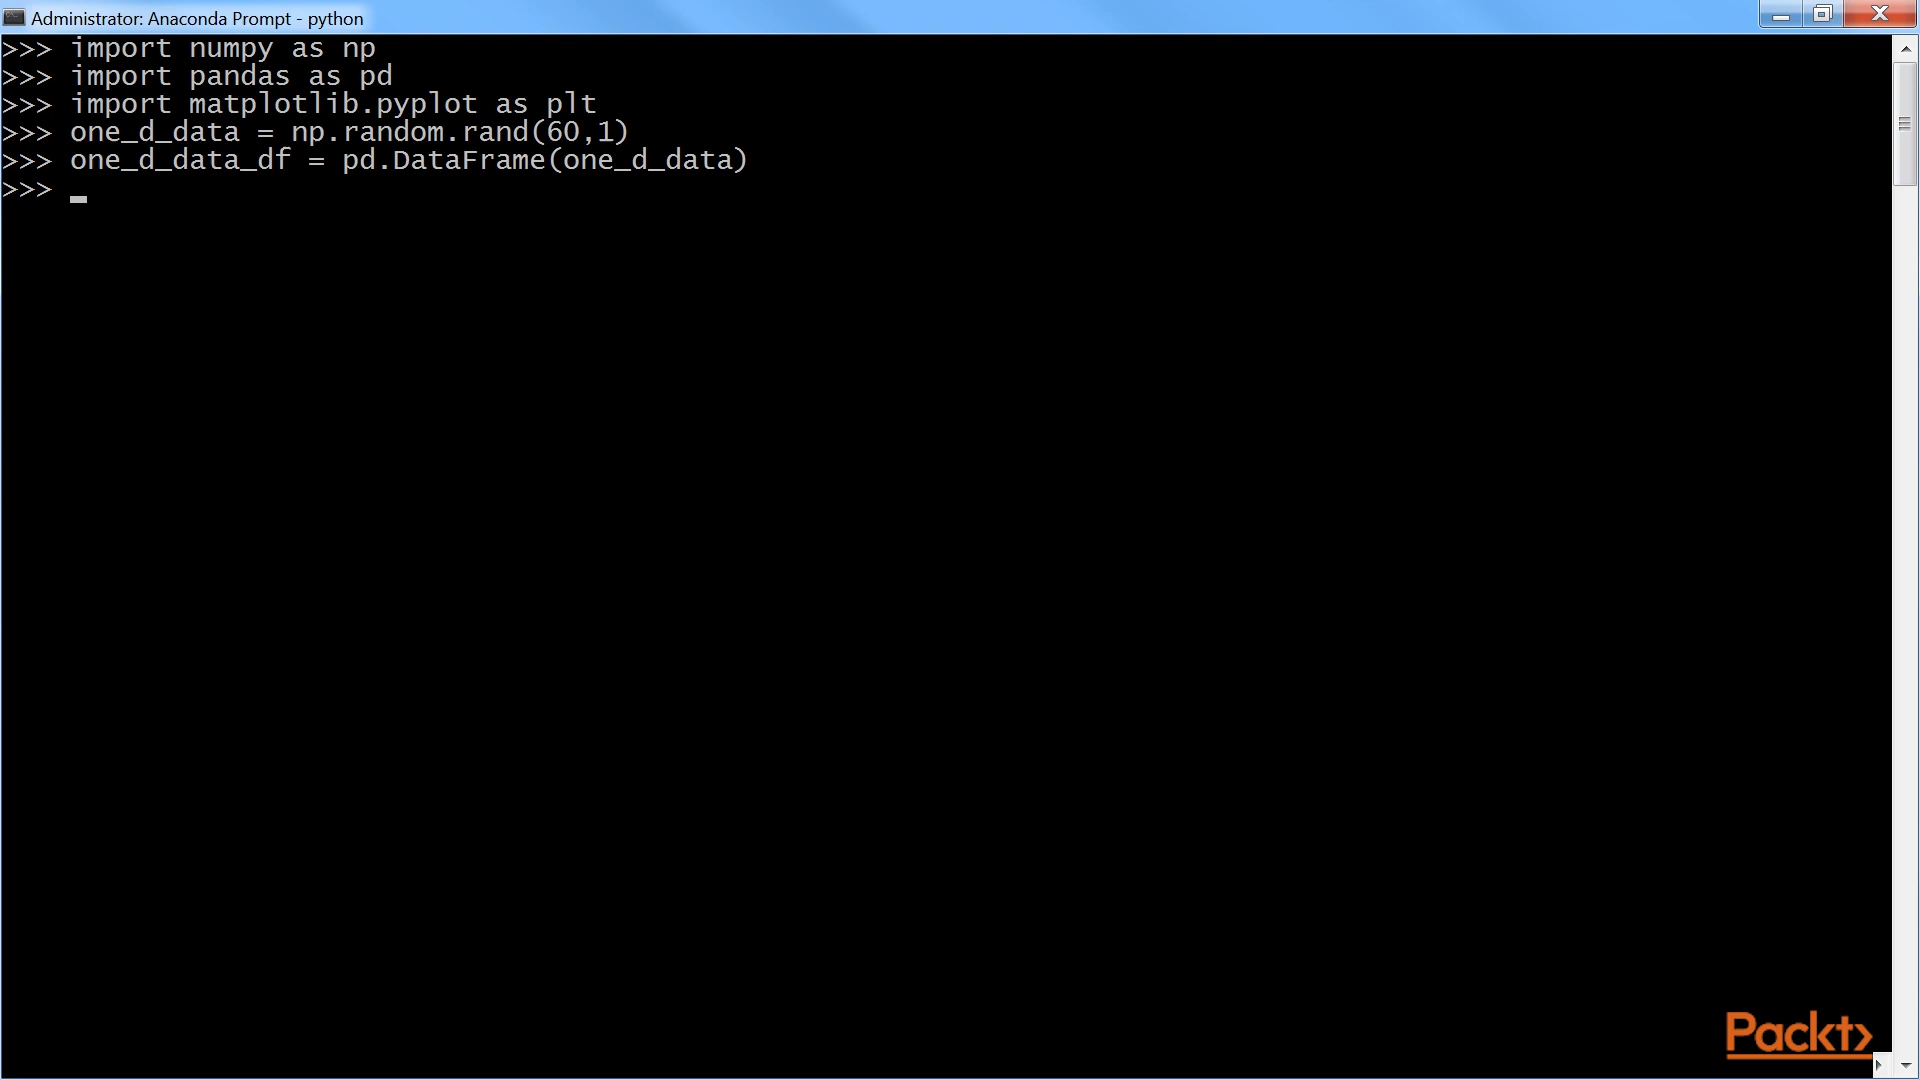 Administrator: Anaconda Prompt - python
>>> import numpy as np
>>> import pandas as pd
>>> import matplotlib.pyplot as plt
>>> one_d_data = np.random.rand(60,1)
>>> one_d_data_df = pd.DataFrame(one_d_data)
>>> _
Packt>